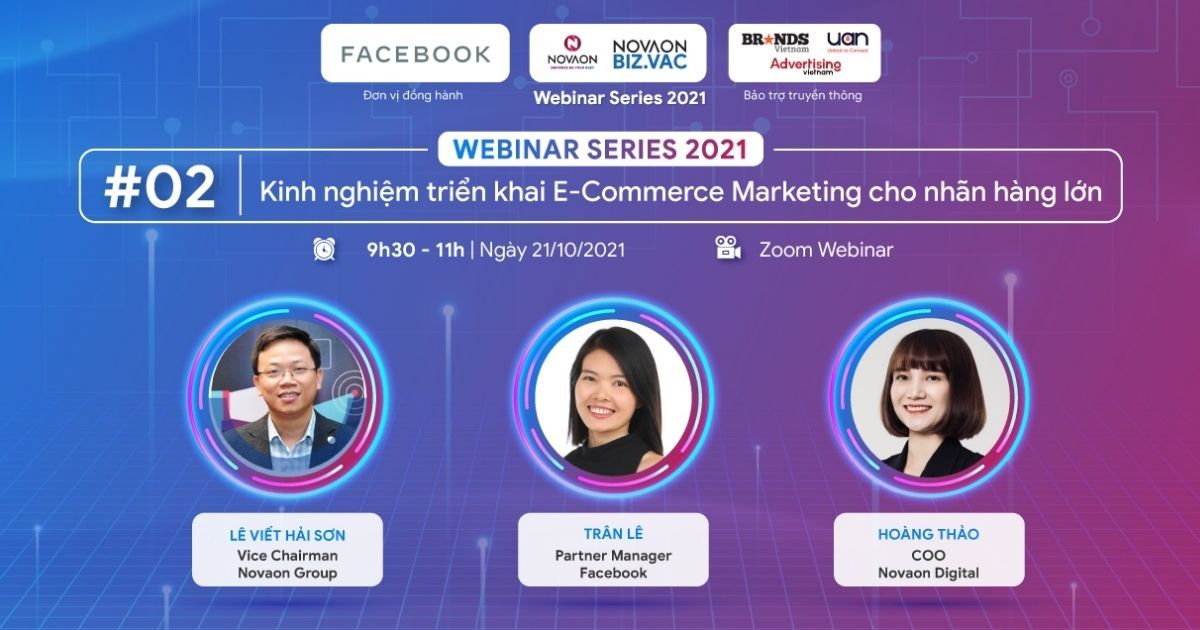 FACEBOOK
Đơn vị đồng hành
NOVAON
NOVAON
BIZ.VAC
Webinar Series 2021
BRANDS
Vietnam
uan
Unlock to Connect
Advertising
vietnam
Bảo trợ truyền thông
WEBINAR SERIES 2021
#02
Kinh nghiệm triển khai E-Commerce Marketing cho nhãn hàng lớn
9h30 - 11h | Ngày 21/10/2021
Zoom Webinar
LÊ VIẾT HẢI SƠN
Vice Chairman
Novaon Group
TRÂN LÊ
Partner Manager
Facebook
HOÀNG THẢO
COO
Novaon Digital